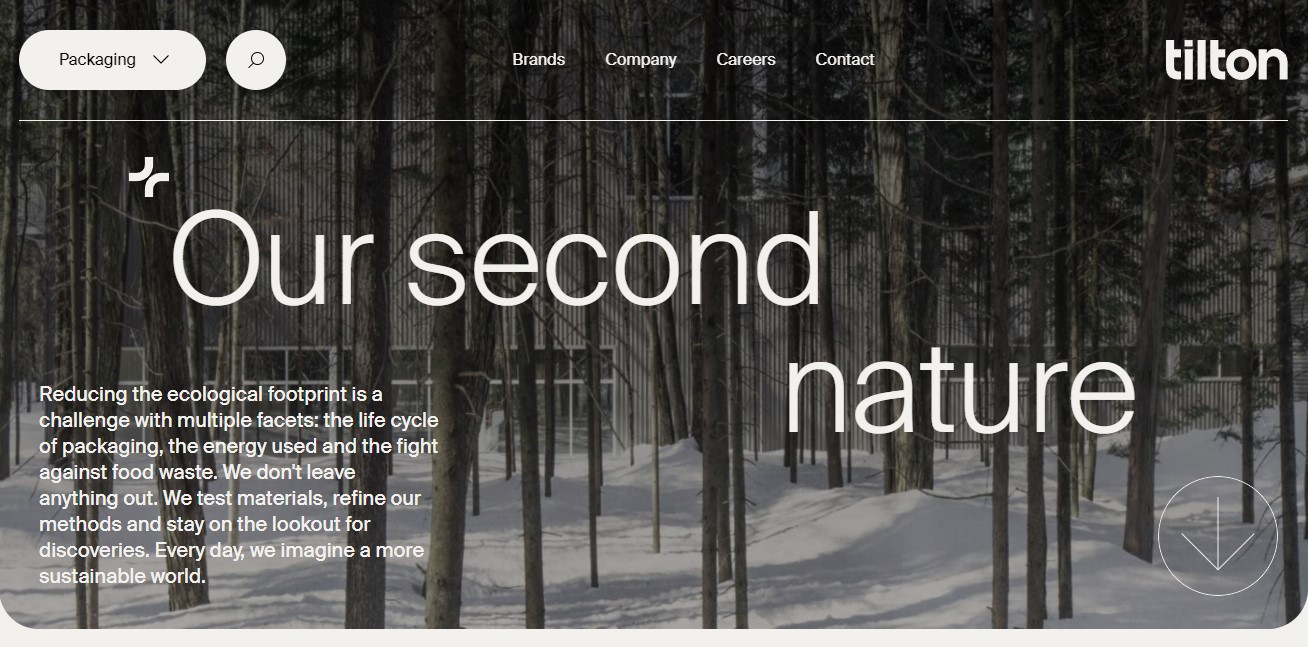 Packaging
Brands
Company
Careers
Contact
tilton
Our second
nature
Reducing the ecological footprint is a
challenge with multiple facets: the life cycle
of packaging, the energy used and the fight
against food waste. We don't leave
anything out. We test materials, refine our
methods and stay on the lookout for
discoveries. Every day, we imagine a more
sustainable world.